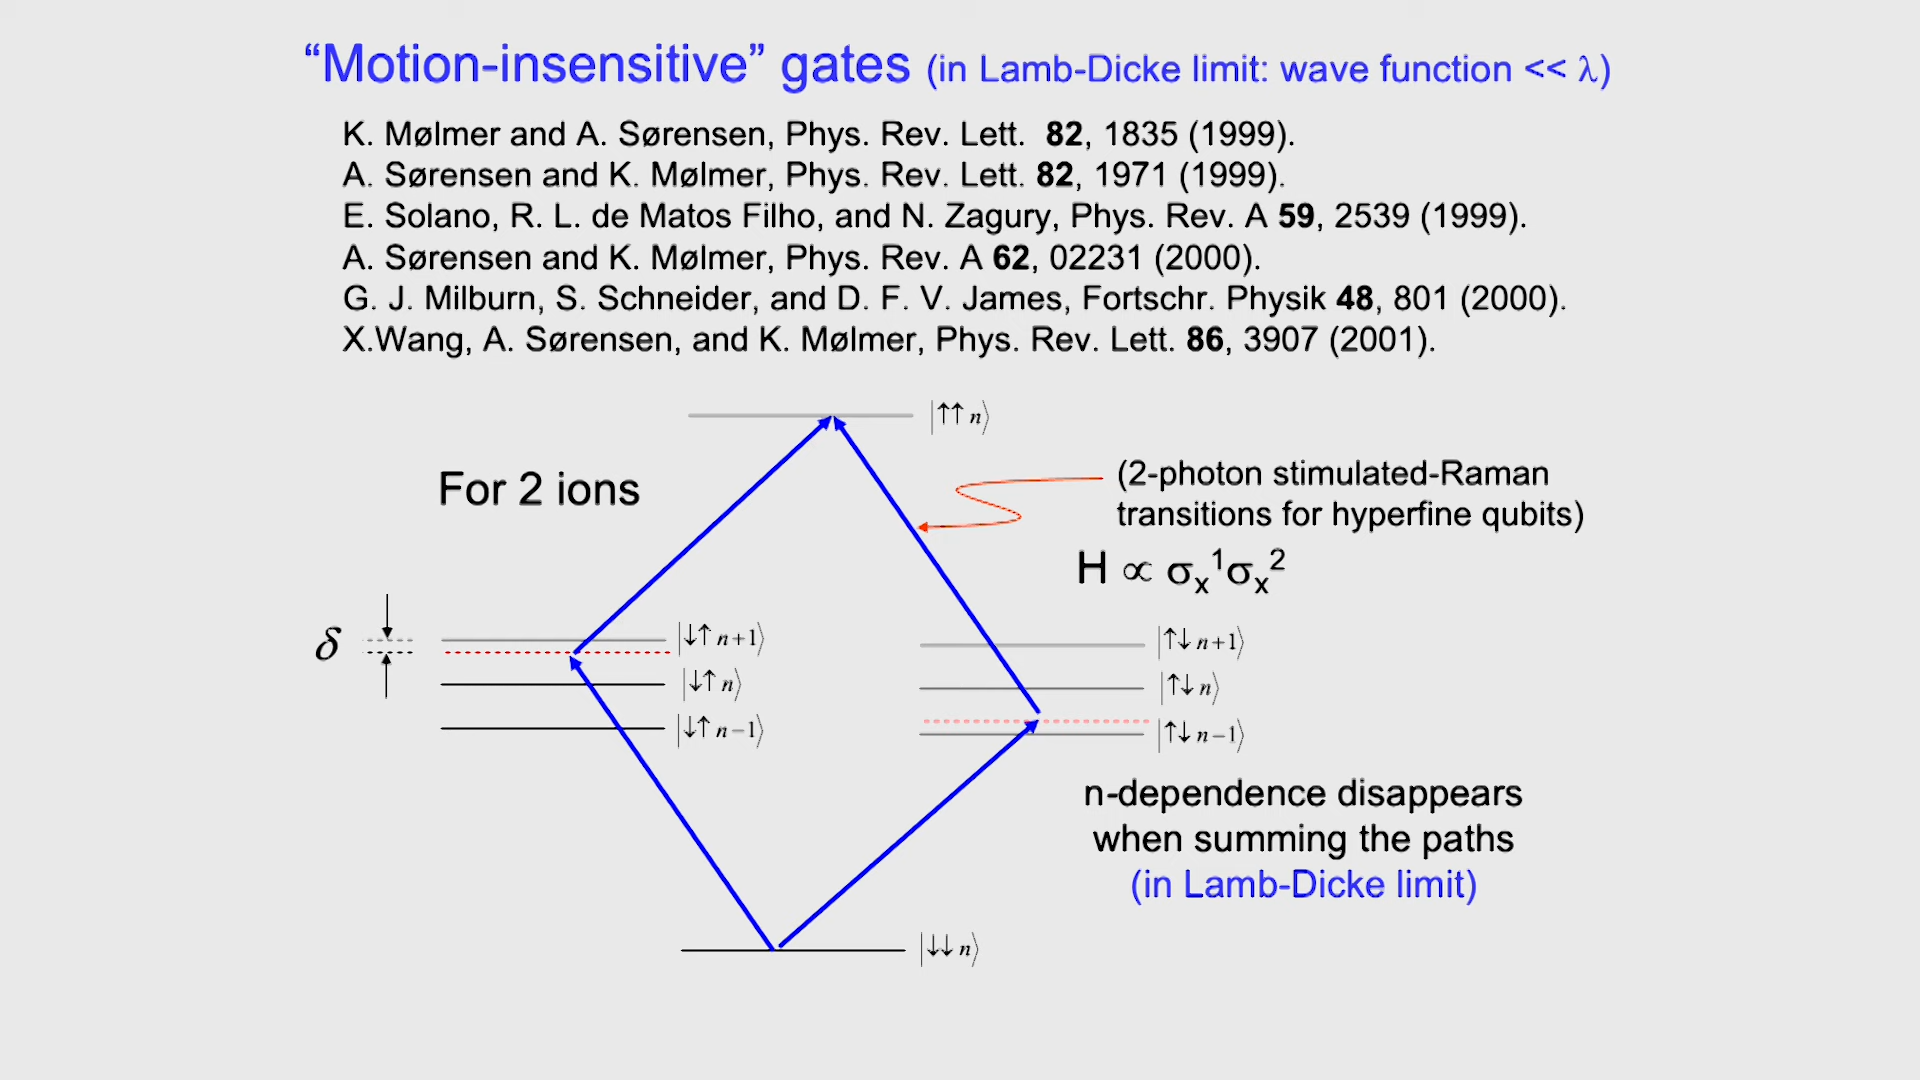 “Motion-insensitive” gates (in Lamb-Dicke limit: wave function << λ)
K. Mølmer and A. Sørensen, Phys. Rev. Lett. 82, 1835 (1999).
A. Sørensen and K. Mølmer, Phys. Rev. Lett. 82, 1971 (1999).
E. Solano, R. L. de Matos Filho, and N. Zagury, Phys. Rev. A 59, 2539 (1999).
A. Sørensen and K. Mølmer, Phys. Rev. A 62, 02231 (2000).
G. J. Milburn, S. Schneider, and D. F. V. James, Fortschr. Physik 48, 801 (2000).
X.Wang, A. Sørensen, and K. Mølmer, Phys. Rev. Lett. 86, 3907 (2001).
|↑↑ n⟩
For 2 ions
(2-photon stimulated-Raman
transitions for hyperfine qubits)
H ∝ σx¹σx²
δ
|↓↑ n+1⟩
|↓↑ n⟩
|↓↑ n−1⟩
|↑↓ n+1⟩
|↑↓ n⟩
|↑↓ n−1⟩
n-dependence disappears
when summing the paths
(in Lamb-Dicke limit)
|↓↓ n⟩